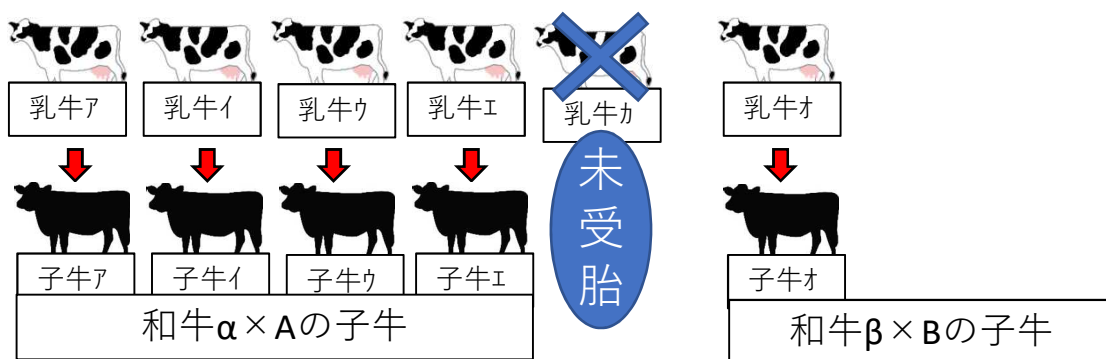 乳牛ｱ
乳牛ｲ
乳牛ｳ
乳牛ｴ
乳牛ｶ
乳牛ｵ
未受胎
子牛ｱ
子牛ｲ
子牛ｳ
子牛ｴ
子牛ｵ
和牛α×Aの子牛
和牛β×Bの子牛